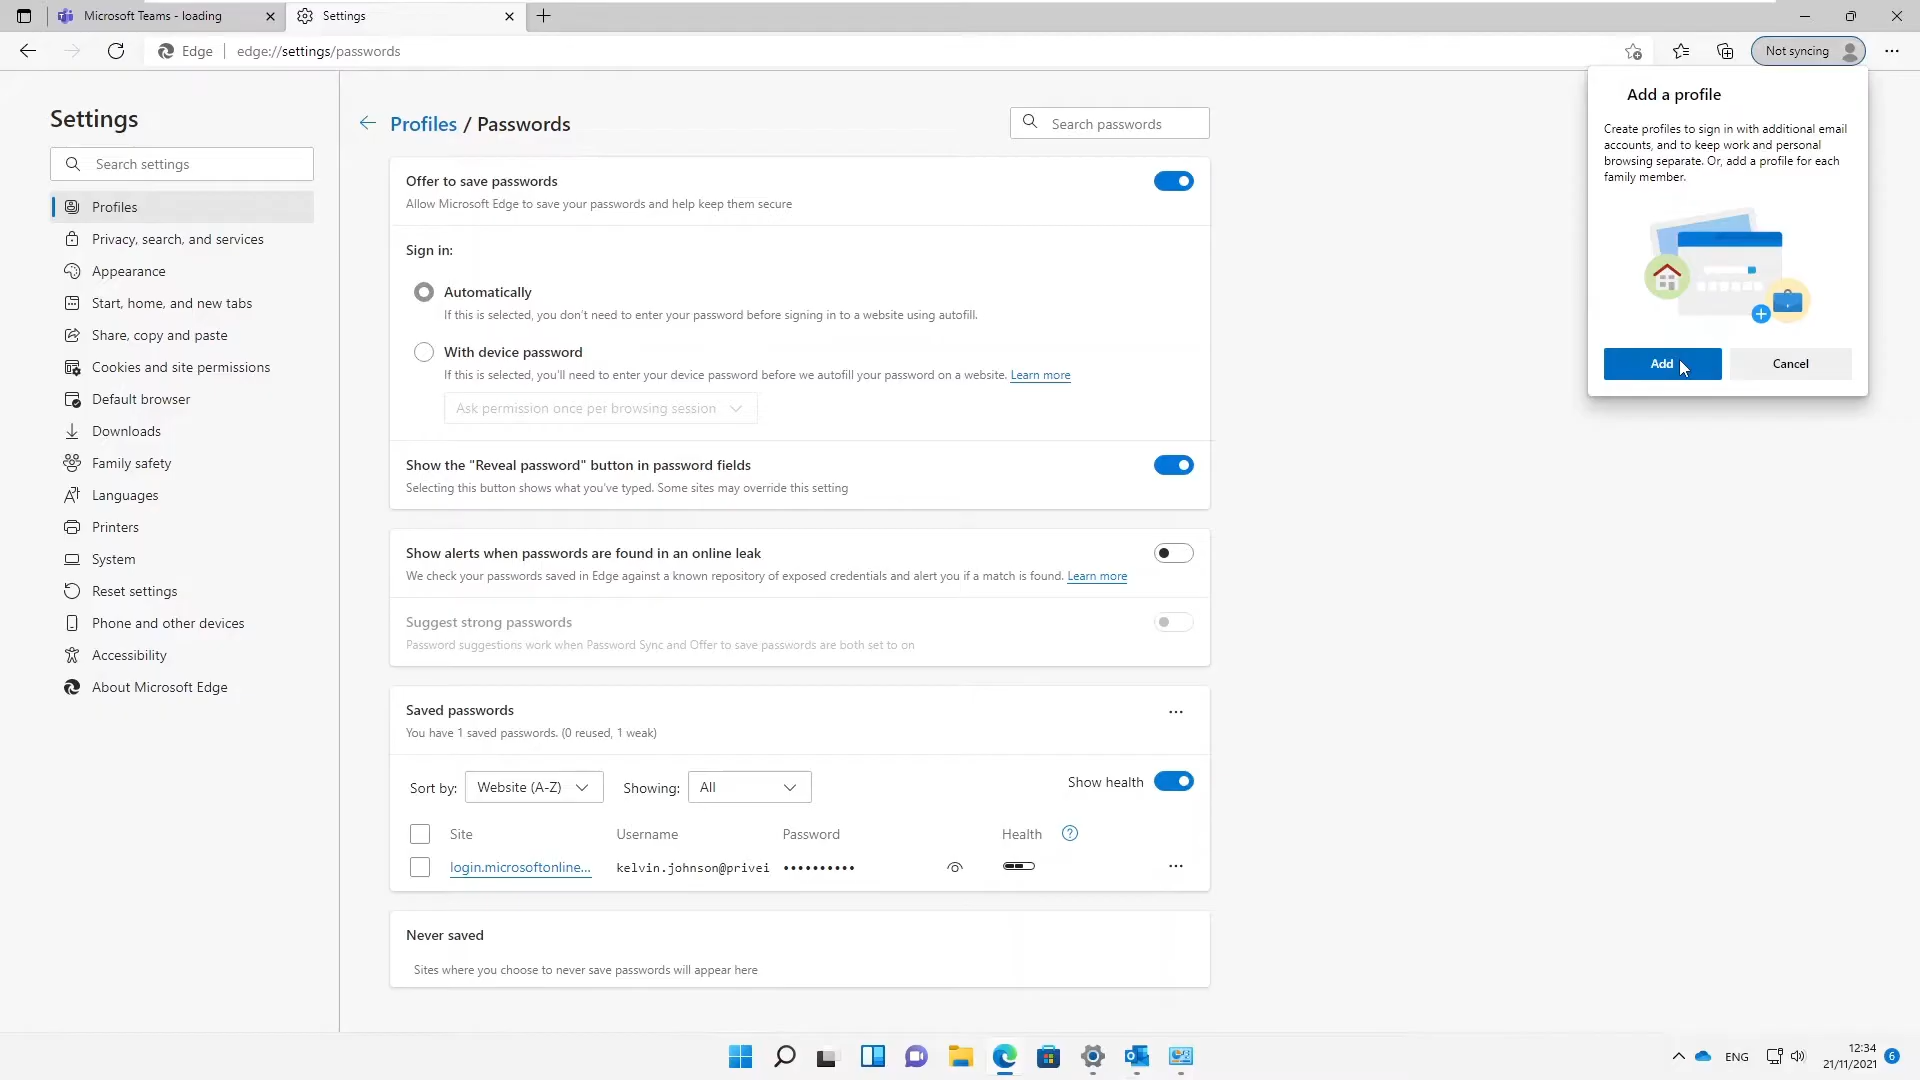 Microsoft Teams - loading
Settings
Edge
edge://settings/passwords
Not syncing
Settings
Search settings
Profiles
Privacy, search, and services
Appearance
Start, home, and new tabs
Share, copy and paste
Cookies and site permissions
Default browser
Downloads
Family safety
Languages
Printers
System
Reset settings
Phone and other devices
Accessibility
About Microsoft Edge
Profiles / Passwords
Search passwords
Offer to save passwords
Allow Microsoft Edge to save your passwords and help keep them secure
Sign in:
Automatically
If this is selected, you don't need to enter your password before signing in to a website using autofill.
With device password
If this is selected, you'll need to enter your device password before we autofill your password on a website. Learn more
Ask permission once per browsing session
Show the "Reveal password" button in password fields
Selecting this button shows what you've typed. Some sites may override this setting
Show alerts when passwords are found in an online leak
We check your passwords saved in Edge against a known repository of exposed credentials and alert you if a match is found. Learn more
Suggest strong passwords
Password suggestions work when Password Sync and Offer to save passwords are both set to on
Saved passwords
You have 1 saved passwords. (0 reused, 1 weak)
Sort by: Website (A-Z) Showing: All
Show health
Site Username Password Health
login.microsoftonline... kelvin.johnson@privei ••••••••••
Never saved
Sites where you choose to never save passwords will appear here
Add a profile
Create profiles to sign in with additional email
accounts, and to keep work and personal
browsing separate. Or, add a profile for each
family member.
Add
Cancel
ENG
12:34
21/11/2021
6